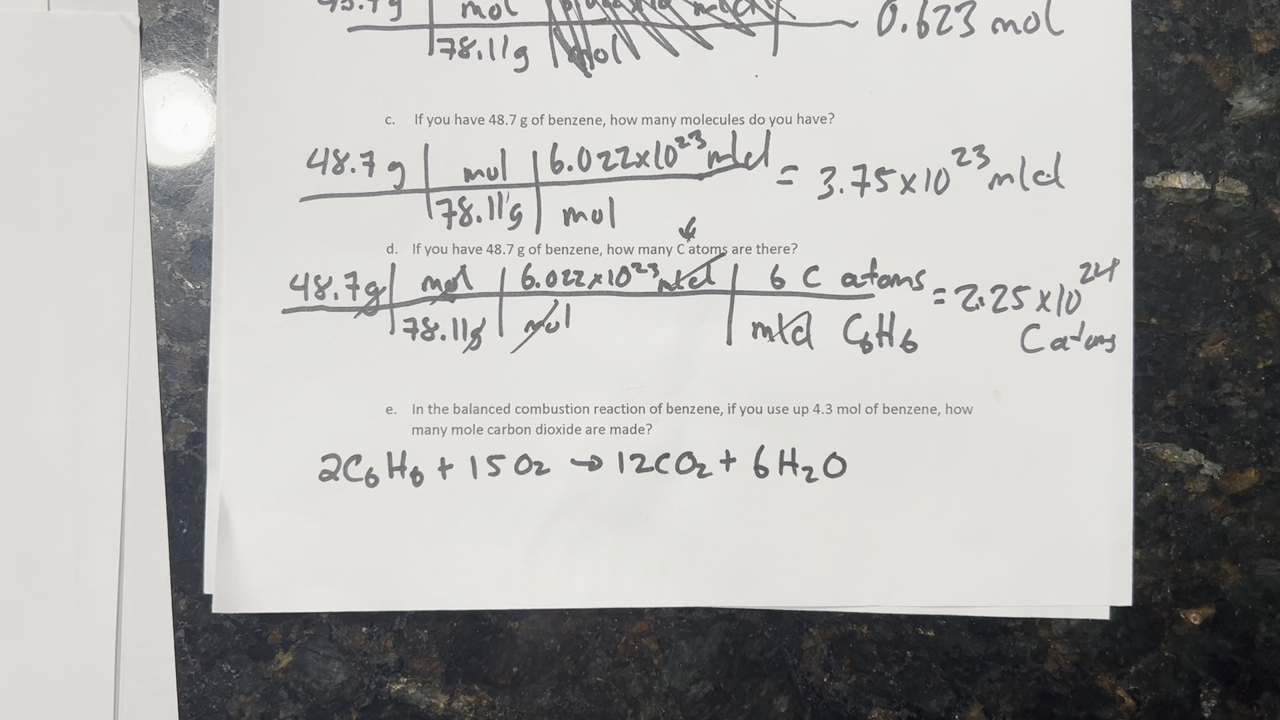 mol
78.11g mol
0.623 mol
c. If you have 48.7 g of benzene, how many molecules do you have?
48.7 g mol 6.022x10^23 mlcl = 3.75x10^23 mlcl
78.11g mol
d. If you have 48.7 g of benzene, how many C atoms are there?
48.7g mol 6.022x10^23 mlcl 6 C atoms = 2.25x10^24
78.11g mol mlcl C6H6 C atoms
e. In the balanced combustion reaction of benzene, if you use up 4.3 mol of benzene, how
many mole carbon dioxide are made?
2C6H6 + 15O2 → 12CO2 + 6H2O